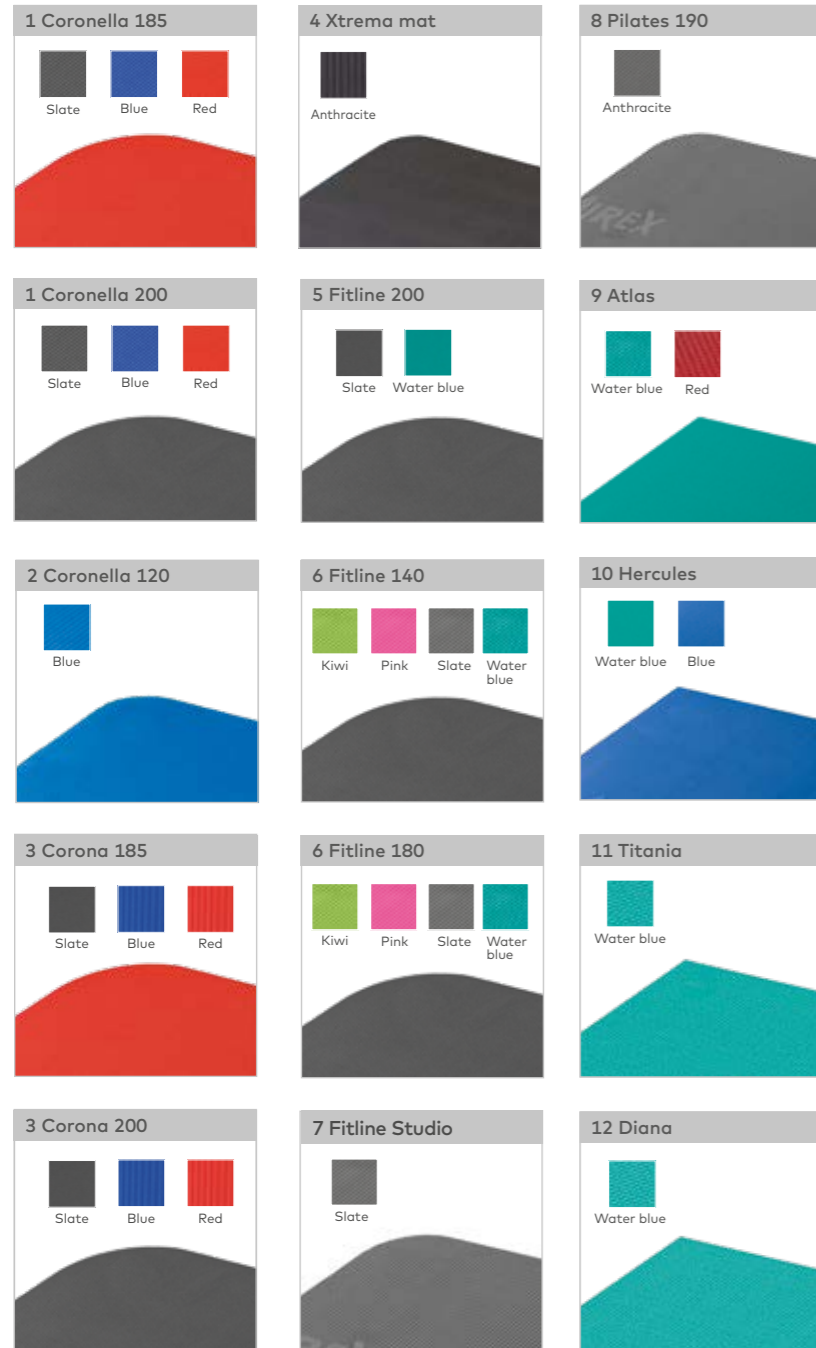 1 Coronella 185
Slate Blue Red
4 Xtrema mat
Anthracite
8 Pilates 190
Anthracite
AIREX
1 Coronella 200
Slate Blue Red
5 Fitline 200
Slate Water blue
9 Atlas
Water blue Red
2 Coronella 120
Blue
6 Fitline 140
Kiwi Pink Slate Water
blue
10 Hercules
Water blue Blue
3 Corona 185
Slate Blue Red
6 Fitline 180
Kiwi Pink Slate Water
blue
11 Titania
Water blue
3 Corona 200
Slate Blue Red
7 Fitline Studio
Slate
12 Diana
Water blue